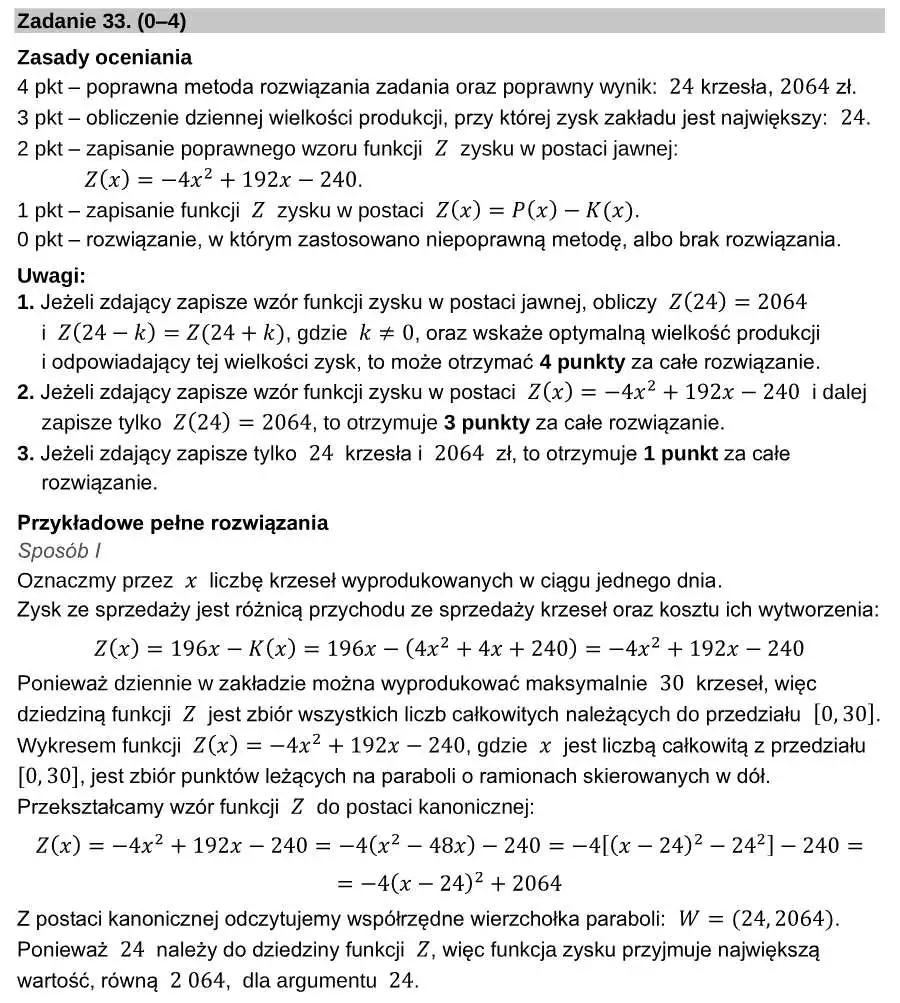 Zadanie 33. (0–4)
Zasady oceniania
4 pkt – poprawna metoda rozwiązania zadania oraz poprawny wynik: 24 krzesła, 2064 zł.
3 pkt – obliczenie dziennej wielkości produkcji, przy której zysk zakładu jest największy: 24.
2 pkt – zapisanie poprawnego wzoru funkcji Z zysku w postaci jawnej:
Z(x) = −4x² + 192x − 240.
1 pkt – zapisanie funkcji Z zysku w postaci Z(x) = P(x) − K(x).
0 pkt – rozwiązanie, w którym zastosowano niepoprawną metodę, albo brak rozwiązania.
Uwagi:
1. Jeżeli zdający zapisze wzór funkcji zysku w postaci jawnej, obliczy Z(24) = 2064
i Z(24 − k) = Z(24 + k), gdzie k ≠ 0, oraz wskaże optymalną wielkość produkcji
i odpowiadający tej wielkości zysk, to może otrzymać 4 punkty za całe rozwiązanie.
2. Jeżeli zdający zapisze wzór funkcji zysku w postaci Z(x) = −4x² + 192x − 240 i dalej
zapisze tylko Z(24) = 2064, to otrzymuje 3 punkty za całe rozwiązanie.
3. Jeżeli zdający zapisze tylko 24 krzesła i 2064 zł, to otrzymuje 1 punkt za całe
rozwiązanie.
Przykładowe pełne rozwiązania
Sposób I
Oznaczmy przez x liczbę krzeseł wyprodukowanych w ciągu jednego dnia.
Zysk ze sprzedaży jest różnicą przychodu ze sprzedaży krzeseł oraz kosztu ich wytworzenia:
Z(x) = 196x − K(x) = 196x − (4x² + 4x + 240) = −4x² + 192x − 240
Ponieważ dziennie w zakładzie można wyprodukować maksymalnie 30 krzeseł, więc
dziedziną funkcji Z jest zbiór wszystkich liczb całkowitych należących do przedziału [0, 30].
Wykresem funkcji Z(x) = −4x² + 192x − 240, gdzie x jest liczbą całkowitą z przedziału
[0, 30], jest zbiór punktów leżących na paraboli o ramionach skierowanych w dół.
Przekształcamy wzór funkcji Z do postaci kanonicznej:
Z(x) = −4x² + 192x − 240 = −4(x² − 48x) − 240 = −4[(x − 24)² − 24²] − 240 =
= −4(x − 24)² + 2064
Z postaci kanonicznej odczytujemy współrzędne wierzchołka paraboli: W = (24, 2064).
Ponieważ 24 należy do dziedziny funkcji Z, więc funkcja zysku przyjmuje największą
wartość, równą 2 064, dla argumentu 24.